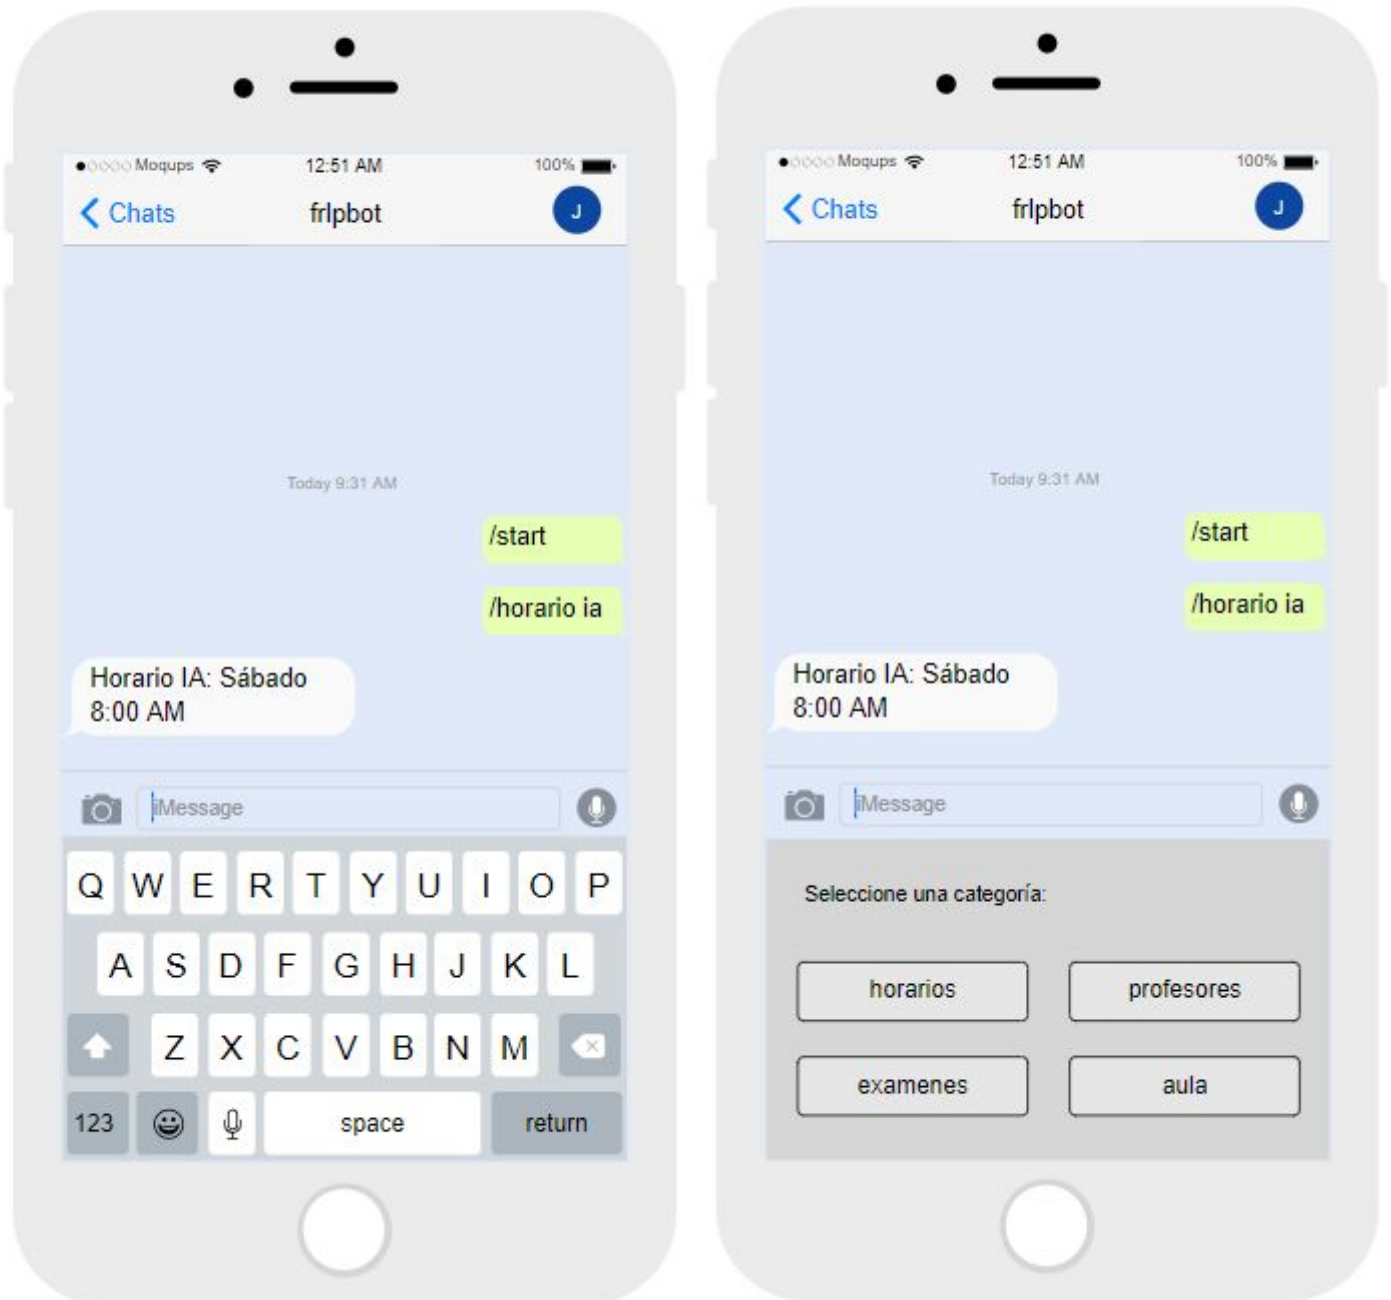 Moqups 12:51 AM 100%
Chats frlpbot J
Today 9:31 AM
/start
/horario ia
Horario IA: Sábado
8:00 AM
iMessage
Q W E R T Y U I O P
A S D F G H J K L
Z X C V B N M
123 space return
Moqups 12:51 AM 100%
Chats frlpbot J
Today 9:31 AM
/start
/horario ia
Horario IA: Sábado
8:00 AM
iMessage
Seleccione una categoría:
horarios profesores
examenes aula